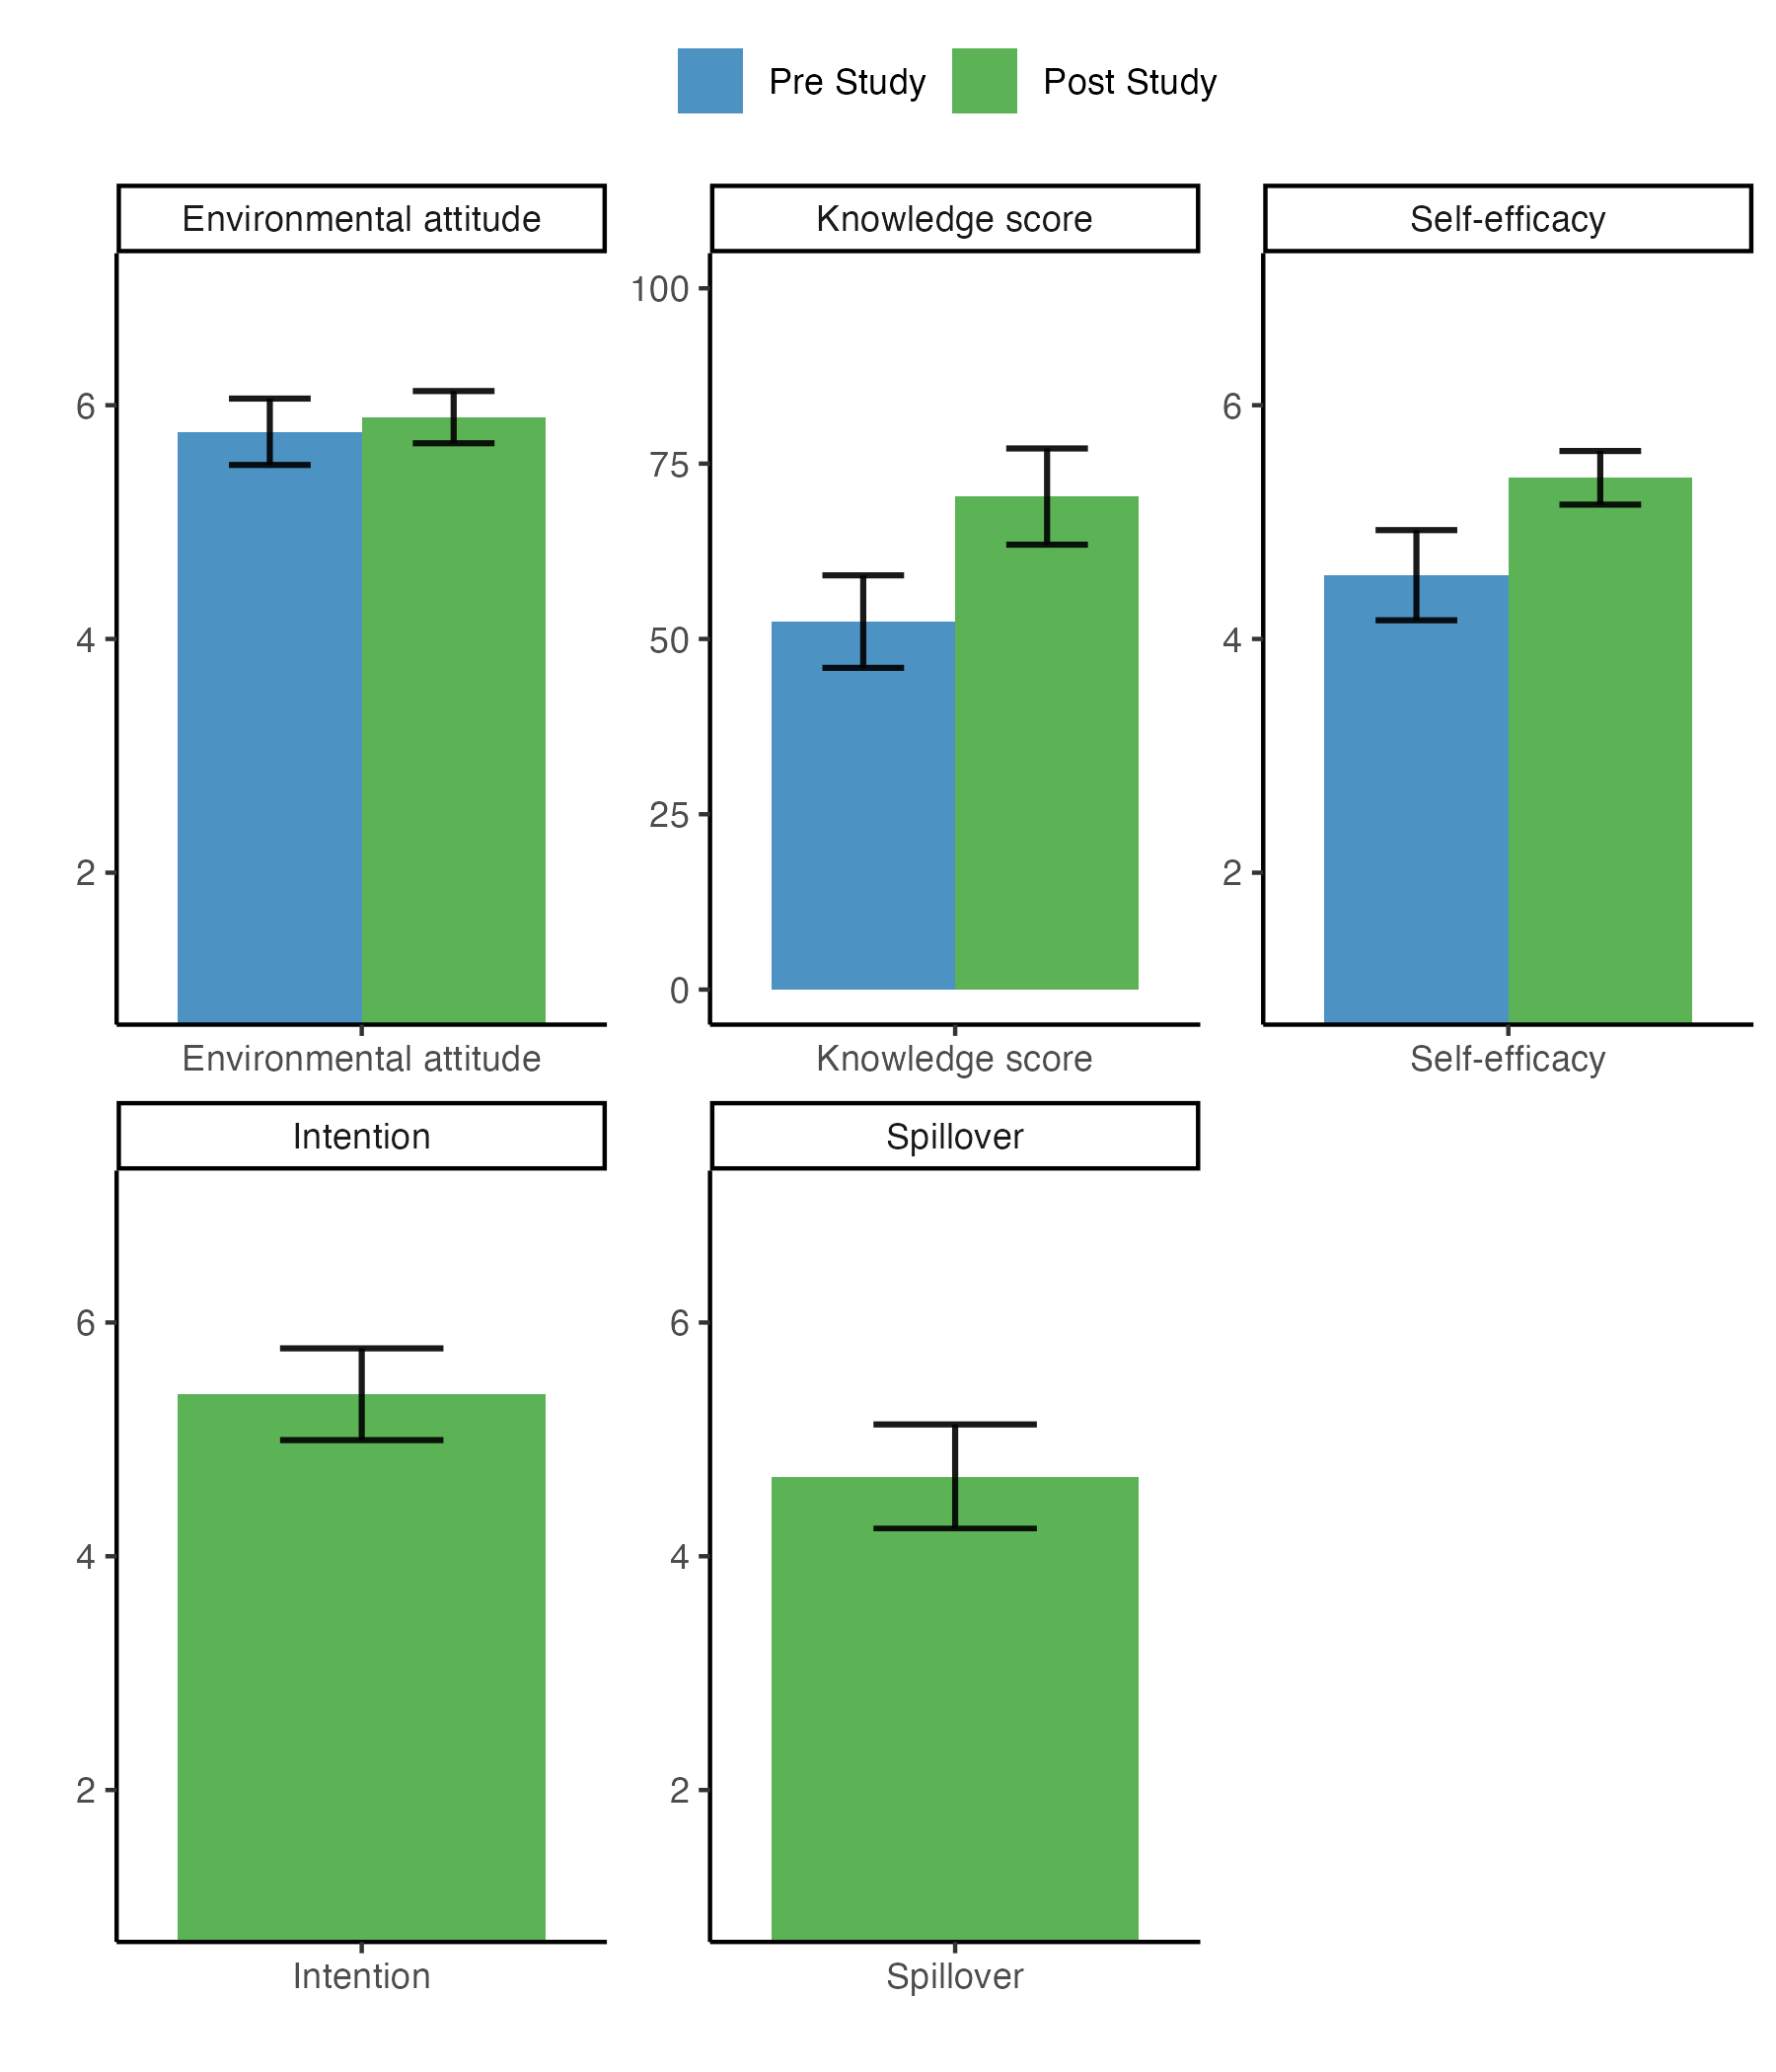 Pre Study Post Study
Environmental attitude
6
4
2
Environmental attitude
Knowledge score
100
75
50
25
0
Knowledge score
Self-efficacy
6
4
2
Self-efficacy
Intention
6
4
2
Intention
Spillover
6
4
2
Spillover